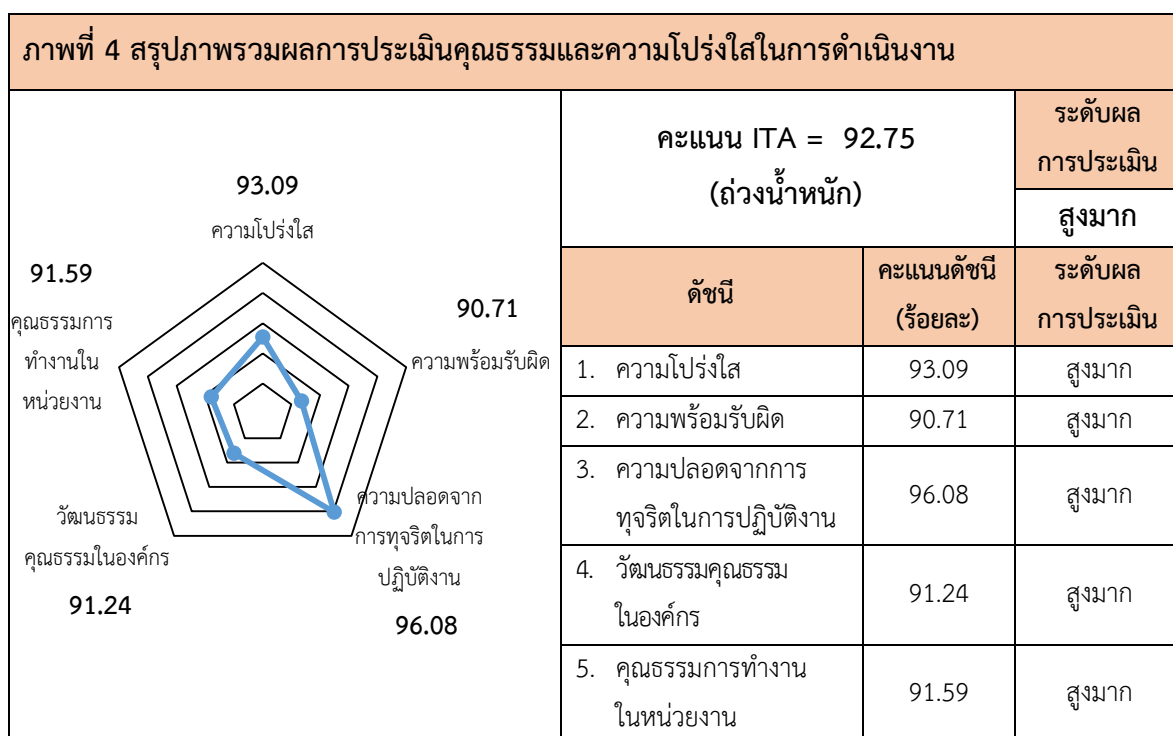 ภาพที่ 4 สรุปภาพรวมผลการประเมินคุณธรรมและความโปร่งใสในการดำเนินงาน
93.09
ความโปร่งใส
90.71
ความพร้อมรับผิด
ความปลอดจาก
การทุจริตในการ
ปฏิบัติงาน
96.08
วัฒนธรรม
คุณธรรมในองค์กร
91.24
91.59
คุณธรรมการ
ทำงานใน
หน่วยงาน
คะแนน ITA = 92.75
(ถ่วงน้ำหนัก)
ระดับผล
การประเมิน
สูงมาก
ดัชนี
คะแนนดัชนี
(ร้อยละ)
ระดับผล
การประเมิน
1. ความโปร่งใส 93.09 สูงมาก
2. ความพร้อมรับผิด 90.71 สูงมาก
3. ความปลอดจากการ
ทุจริตในการปฏิบัติงาน 96.08 สูงมาก
4. วัฒนธรรมคุณธรรม
ในองค์กร 91.24 สูงมาก
5. คุณธรรมการทำงาน
ในหน่วยงาน 91.59 สูงมาก